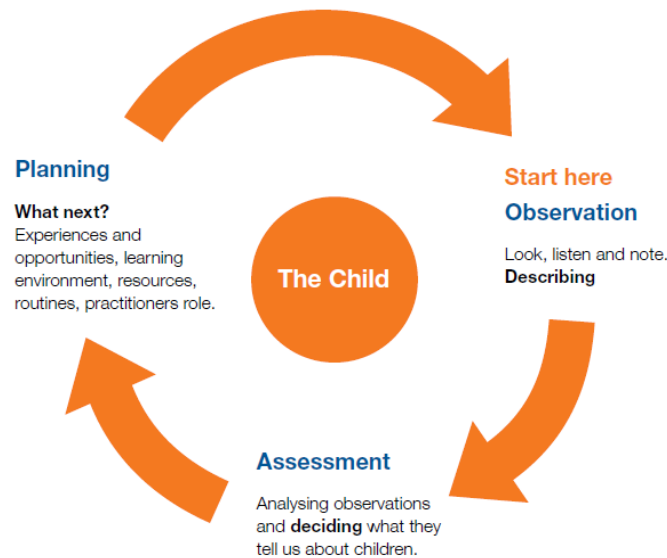 Planning
What next?
Experiences and
opportunities, learning
environment, resources,
routines, practitioners role.
The Child
Start here
Observation
Look, listen and note.
Describing
Assessment
Analysing observations
and deciding what they
tell us about children.